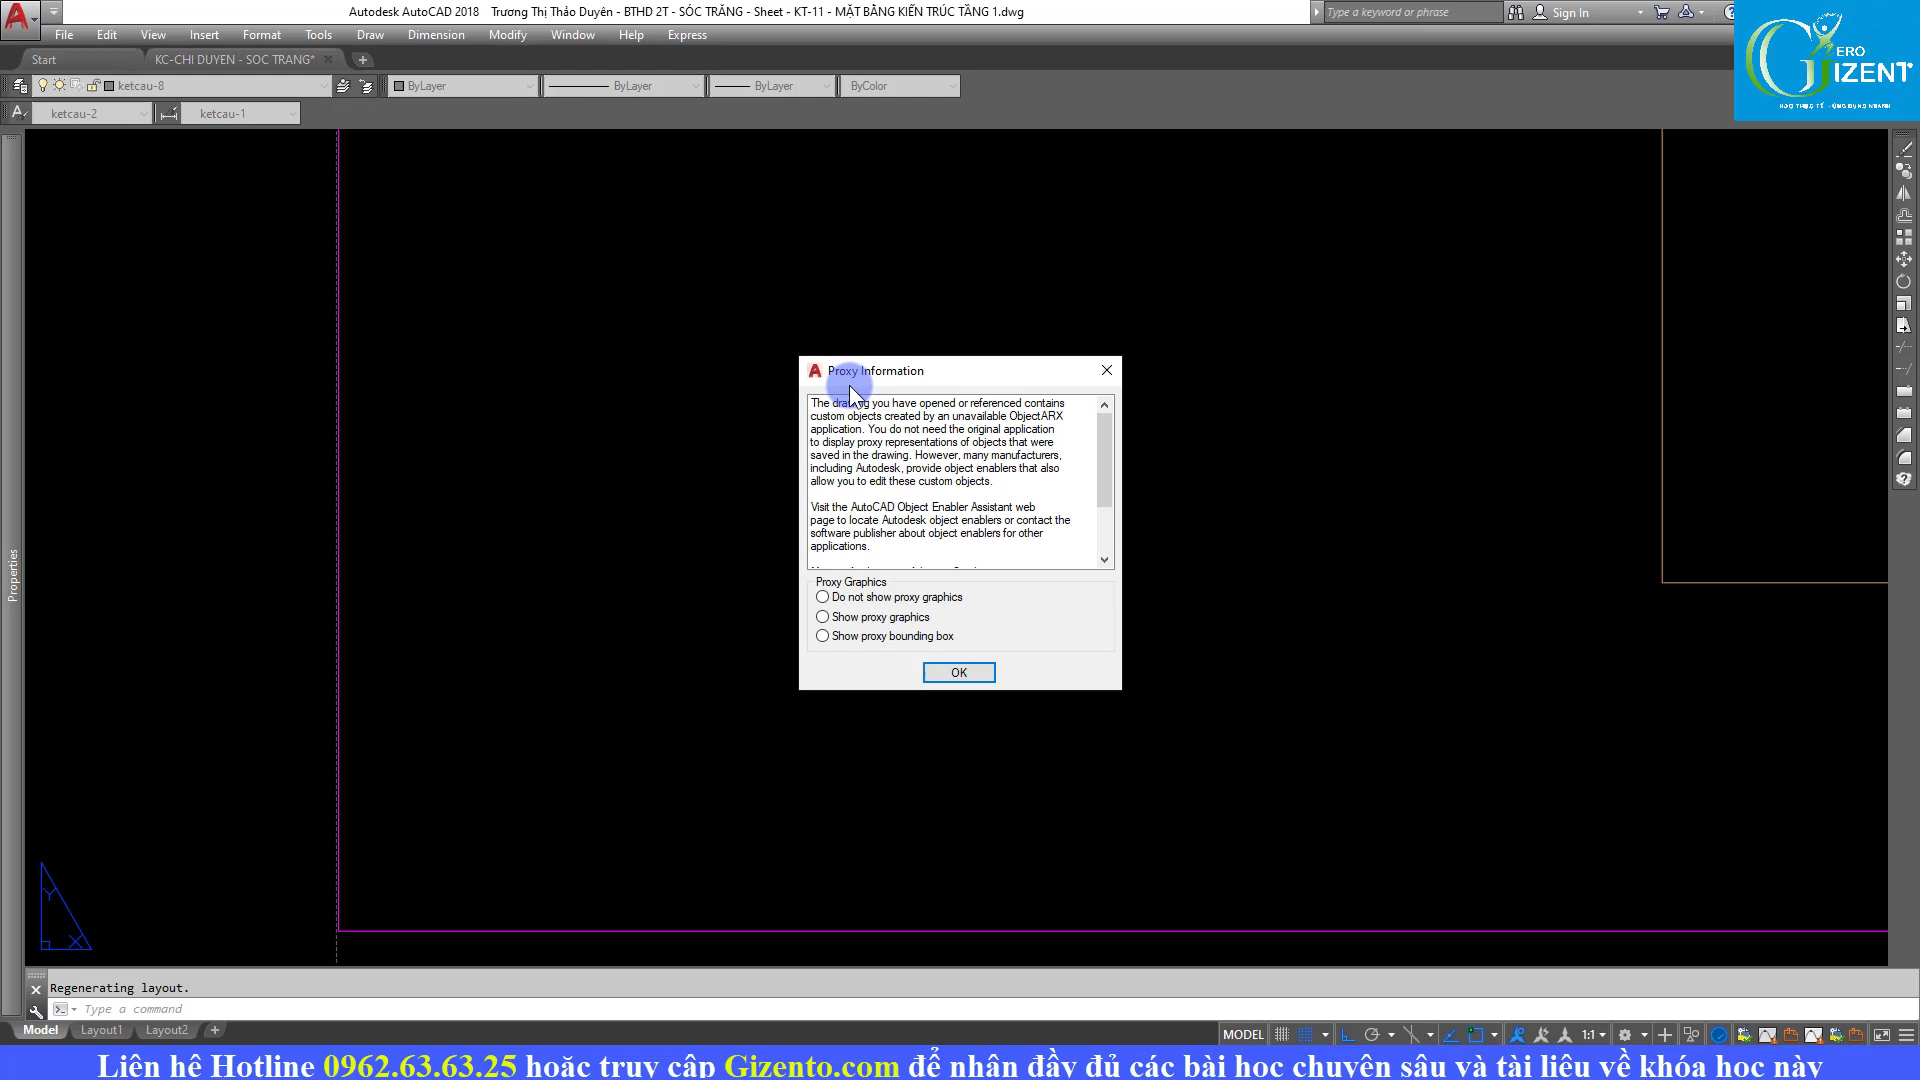 Autodesk AutoCAD 2018 Trương Thị Thảo Duyên - BTHD 2T - SÓC TRĂNG - Sheet - KT-11 - MẶT BẰNG KIẾN TRÚC TẦNG 1.dwg
Type a keyword or phrase
Sign In
File Edit View Insert Format Tools Draw Dimension Modify Window Help Express
Start
KC-CHI DUYEN - SOC TRANG*
ketcau-8
ByLayer
ByLayer
ByLayer
ByColor
ketcau-2
ketcau-1
ERO
GIZENT
Properties
Proxy Information
The drawing you have opened or referenced contains
custom objects created by an unavailable ObjectARX
application. You do not need the original application
to display proxy representations of objects that were
saved in the drawing. However, many manufacturers,
including Autodesk, provide object enablers that also
allow you to edit these custom objects.
Visit the AutoCAD Object Enabler Assistant web
page to locate Autodesk object enablers or contact the
software publisher about object enablers for other
applications.
Proxy Graphics
Do not show proxy graphics
Show proxy graphics
Show proxy bounding box
OK
Y
X
Regenerating layout.
Type a command
Model Layout1 Layout2
MODEL
1:1
Liên hệ Hotline 0962.63.63.25 hoặc truy cập Gizento.com để nhận đầy đủ các bài học chuyên sâu và tài liệu về khóa học này